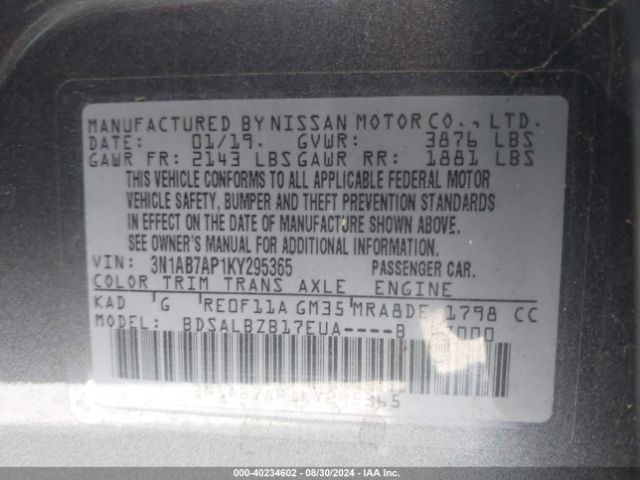 MANUFACTURED BY NISSAN MOTOR CO., LTD.
DATE: 01/19. GVWR: 3876 LBS
GAWR FR: 2143 LBS GAWR RR: 1881 LBS
THIS VEHICLE CONFORMS TO ALL APPLICABLE FEDERAL MOTOR
VEHICLE SAFETY, BUMPER AND THEFT PREVENTION STANDARDS
IN EFFECT ON THE DATE OF MANUFACTURE SHOWN ABOVE.
SEE OWNER'S MANUAL FOR ADDITIONAL INFORMATION.
VIN: 3N1AB7AP1KY295365 PASSENGER CAR.
COLOR TRIM TRANS AXLE ENGINE
KAD G RE0F11A GM35 MRA8DE 1798 CC
MODEL: BDSALBZB17EUA----B
3N1AB7AP1KY295365
000-40234602 - 08/30/2024 - IAA Inc.